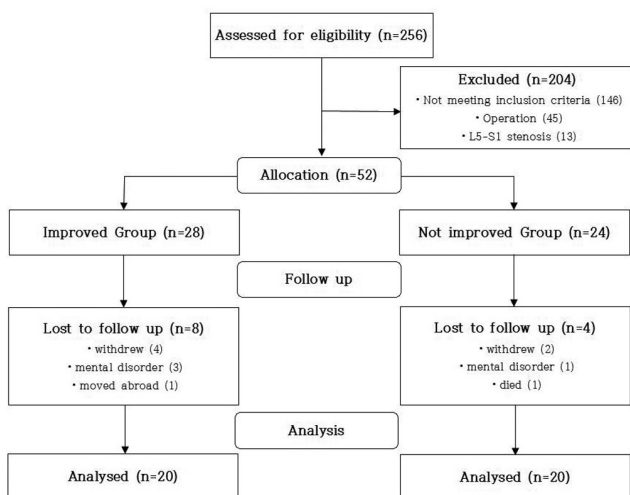 Assessed for eligibility (n=256)
Excluded (n=204)
• Not meeting inclusion criteria (146)
• Operation (45)
• L5-S1 stenosis (13)
Allocation (n=52)
Improved Group (n=28)
Not improved Group (n=24)
Follow up
Lost to follow up (n=8)
• withdrew (4)
• mental disorder (3)
• moved abroad (1)
Lost to follow up (n=4)
• withdrew (2)
• mental disorder (1)
• died (1)
Analysis
Analysed (n=20)
Analysed (n=20)